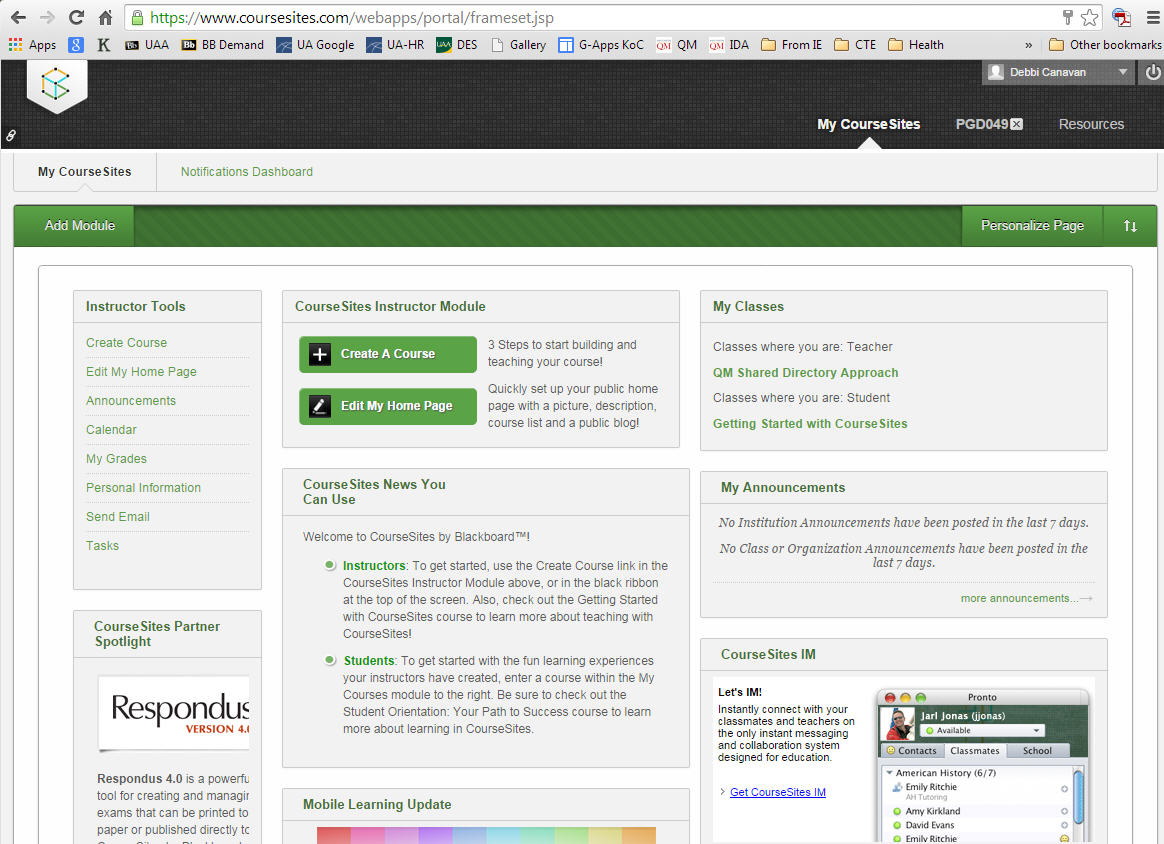 https://www.coursesites.com/webapps/portal/frameset.jsp
Apps K UAA BB Demand UA Google UA-HR DES Gallery G-Apps KoC QM QM QM IDA From IE CTE Health » Other bookmarks
Debbi Canavan
My CourseSites PGD049 Resources
My CourseSites Notifications Dashboard
Add Module Personalize Page
Instructor Tools
Create Course
Edit My Home Page
Announcements
Calendar
My Grades
Personal Information
Send Email
Tasks
CourseSites Partner
Spotlight
Respondus
VERSION 4.0
Respondus 4.0 is a powerfu
tool for creating and managin
exams that can be printed to
paper or published directly to
CourseSites Instructor Module
Create A Course
3 Steps to start building and
teaching your course!
Edit My Home Page
Quickly set up your public home
page with a picture, description,
course list and a public blog!
CourseSites News You
Can Use
Welcome to CourseSites by Blackboard™!
Instructors: To get started, use the Create Course link in the
CourseSites Instructor Module above, or in the black ribbon
at the top of the screen. Also, check out the Getting Started
with CourseSites course to learn more about teaching with
CourseSites!
Students: To get started with the fun learning experiences
your instructors have created, enter a course within the My
Courses module to the right. Be sure to check out the
Student Orientation: Your Path to Success course to learn
more about learning in CourseSites.
Mobile Learning Update
My Classes
Classes where you are: Teacher
QM Shared Directory Approach
Classes where you are: Student
Getting Started with CourseSites
My Announcements
No Institution Announcements have been posted in the last 7 days.
No Class or Organization Announcements have been posted in the
last 7 days.
more announcements...→
CourseSites IM
Let's IM!
Instantly connect with your
classmates and teachers on
the only instant messaging
and collaboration system
designed for education.
Get CourseSites IM
Pronto
Jarl Jonas (jjonas)
Available
Contacts Classmates School
American History (6/7)
Emily Ritchie
AH Tutoring
Amy Kirkland
David Evans
Emily Ritchie